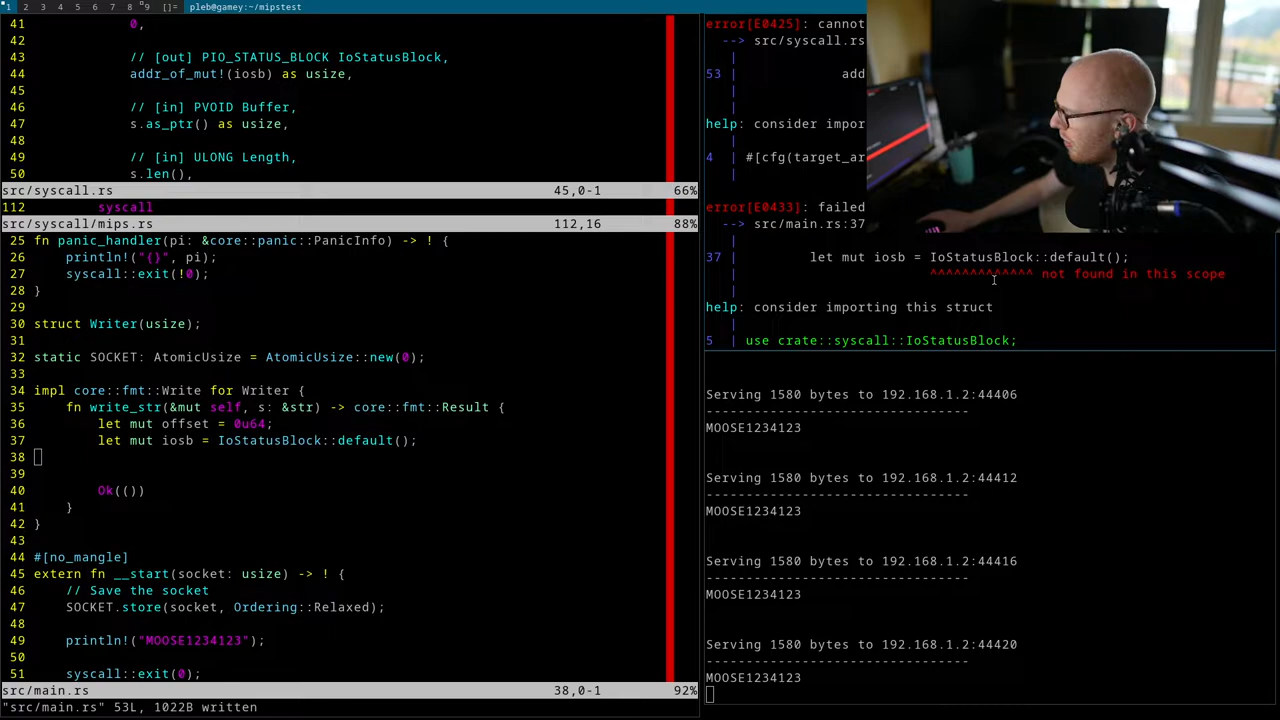 1 2 3 4 5 6 7 8 9 []= pleb@gamey:~/mipstest
41 0,
42
43 // [out] PIO_STATUS_BLOCK IoStatusBlock,
44 addr_of_mut!(iosb) as usize,
45
46 // [in] PVOID Buffer,
47 s.as_ptr() as usize,
48
49 // [in] ULONG Length,
50 s.len(),
src/syscall.rs 45,0-1 66%
112 syscall
src/syscall/mips.rs 112,16 88%
25 fn panic_handler(pi: &core::panic::PanicInfo) -> ! {
26 println!("{}", pi);
27 syscall::exit(!0);
28 }
29
30 struct Writer(usize);
31
32 static SOCKET: AtomicUsize = AtomicUsize::new(0);
33
34 impl core::fmt::Write for Writer {
35 fn write_str(&mut self, s: &str) -> core::fmt::Result {
36 let mut offset = 0u64;
37 let mut iosb = IoStatusBlock::default();
38
39
40 Ok(())
41 }
42 }
43
44 #[no_mangle]
45 extern fn __start(socket: usize) -> ! {
46 // Save the socket
47 SOCKET.store(socket, Ordering::Relaxed);
48
49 println!("MOOSE1234123");
50
51 syscall::exit(0);
src/main.rs 38,0-1 92%
"src/main.rs" 53L, 1022B written
error[E0425]: cannot
--> src/syscall.rs
|
53 | add
|
|
help: consider impor
|
4 | #[cfg(target_ar
|
error[E0433]: failed
--> src/main.rs:37
|
37 | let mut iosb = IoStatusBlock::default();
| ^^^^^^^^^^^^^ not found in this scope
|
help: consider importing this struct
|
5 | use crate::syscall::IoStatusBlock;
|
Serving 1580 bytes to 192.168.1.2:44406
---------------------------------
MOOSE1234123
Serving 1580 bytes to 192.168.1.2:44412
---------------------------------
MOOSE1234123
Serving 1580 bytes to 192.168.1.2:44416
---------------------------------
MOOSE1234123
Serving 1580 bytes to 192.168.1.2:44420
---------------------------------
MOOSE1234123